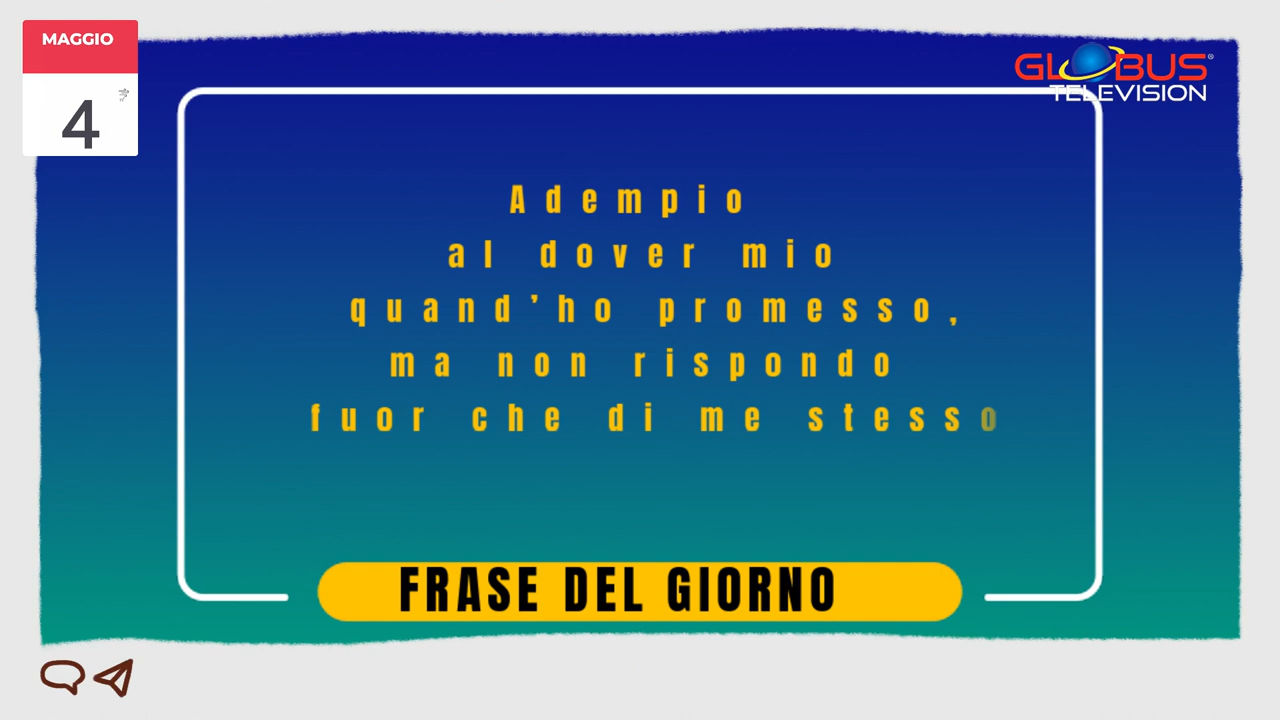 MAGGIO
4
GLOBUS®
TELEVISION
Adempio
al dover mio
quand’ho promesso,
ma non rispondo
fuor che di me stesso
FRASE DEL GIORNO